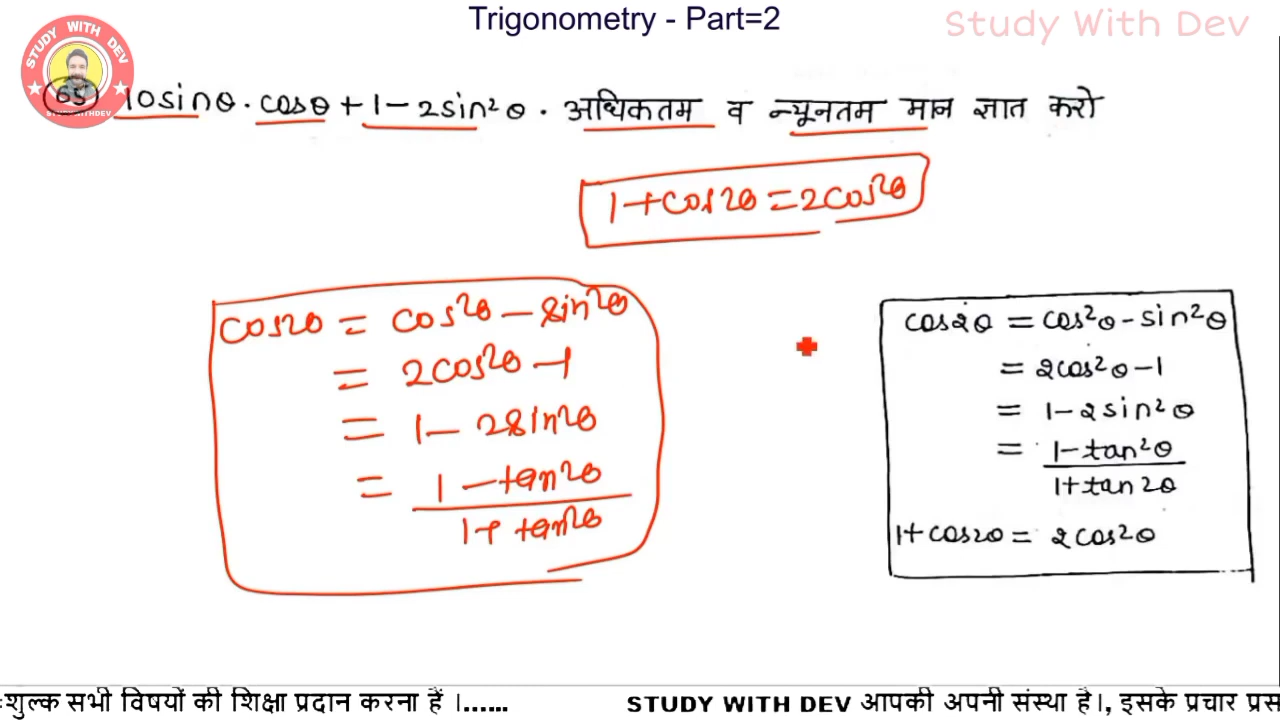 Trigonometry - Part=2
Study With Dev
STUDY WITH DEV
STUDYWITHDEV
65 10sinθ . cosθ + 1 - 2sin²θ . अधिकतम व न्यूनतम मान ज्ञात करो
1+cos2θ = 2cos²θ
cos2θ = cos²θ - sin²θ
= 2cos²θ - 1
= 1 - 2sin²θ
= 1 - tan²θ
1 + tan²θ
cos2θ = cos²θ - sin²θ
= 2cos²θ - 1
= 1 - 2sin²θ
= 1-tan²θ
1+tan2θ
1+cos2θ = 2cos²θ
:शुल्क सभी विषयों की शिक्षा प्रदान करना हैं ।...... STUDY WITH DEV आपकी अपनी संस्था है।, इसके प्रचार प्रस